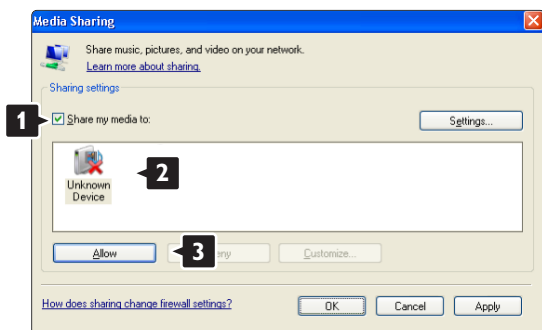 Media Sharing
Share music, pictures, and video on your network.
Learn more about sharing.
Sharing settings
1
Share my media to:
Settings...
2
Unknown
Device
Allow
3
Customize...
How does sharing change firewall settings?
OK
Cancel
Apply